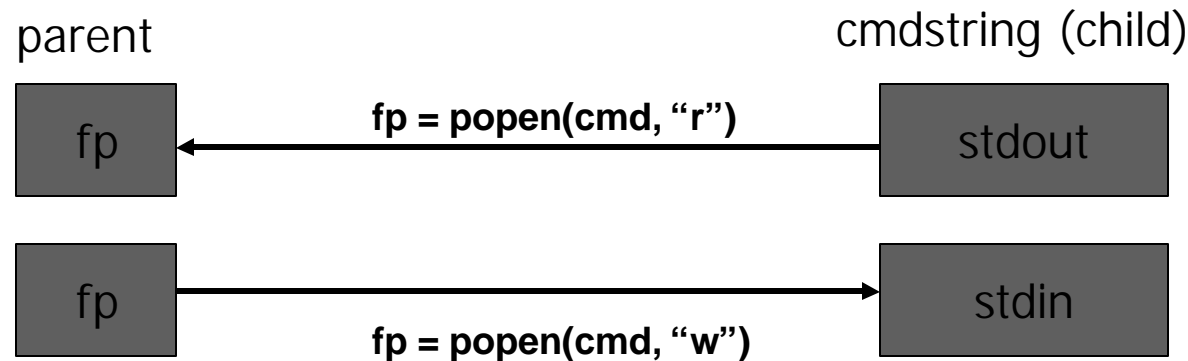 parent
cmdstring (child)
fp
fp = popen(cmd, “r”)
stdout
fp
fp = popen(cmd, “w”)
stdin